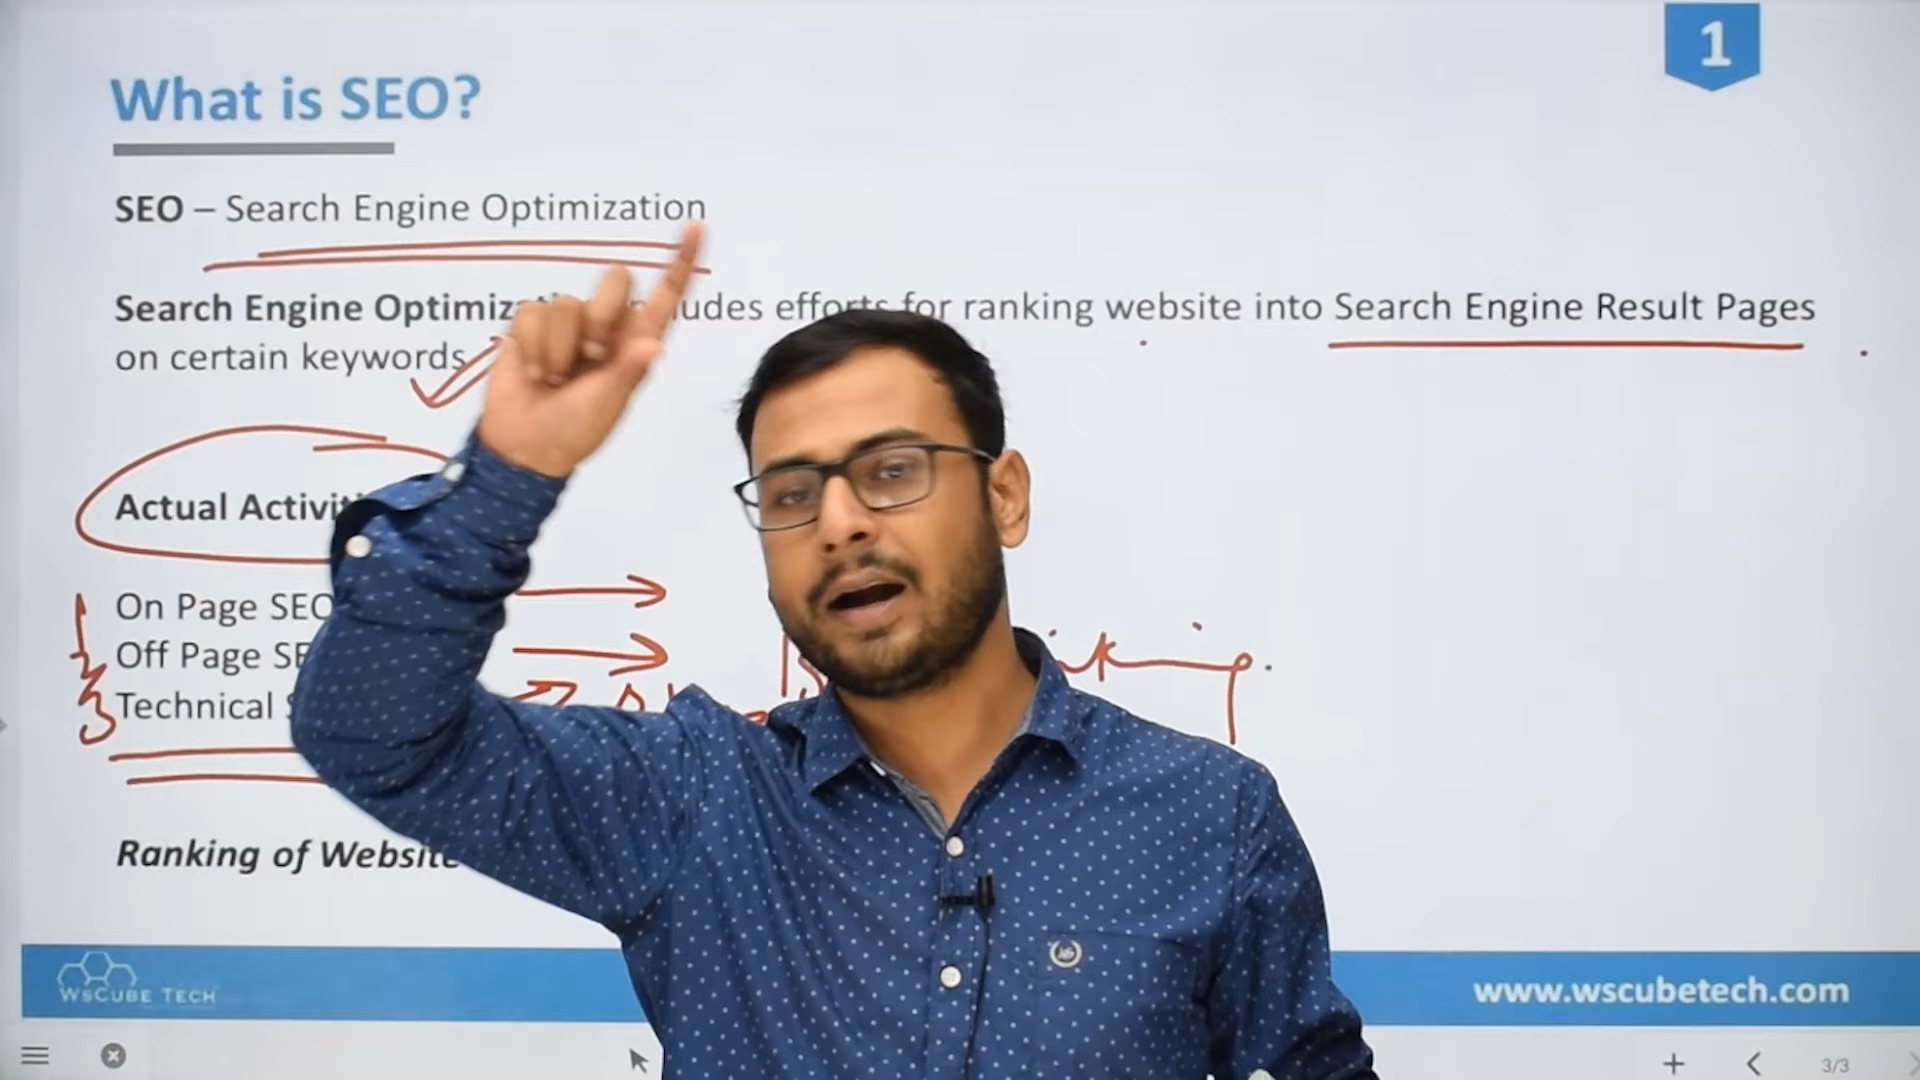 1
What is SEO?
SEO – Search Engine Optimization
Search Engine Optimiz udes efforts for ranking website into Search Engine Result Pages
on certain keywords
Actual Activit
On Page SEO
Off Page SE
Technical
Ranking of Website
WsCube Tech
www.wscubetech.com
3/3